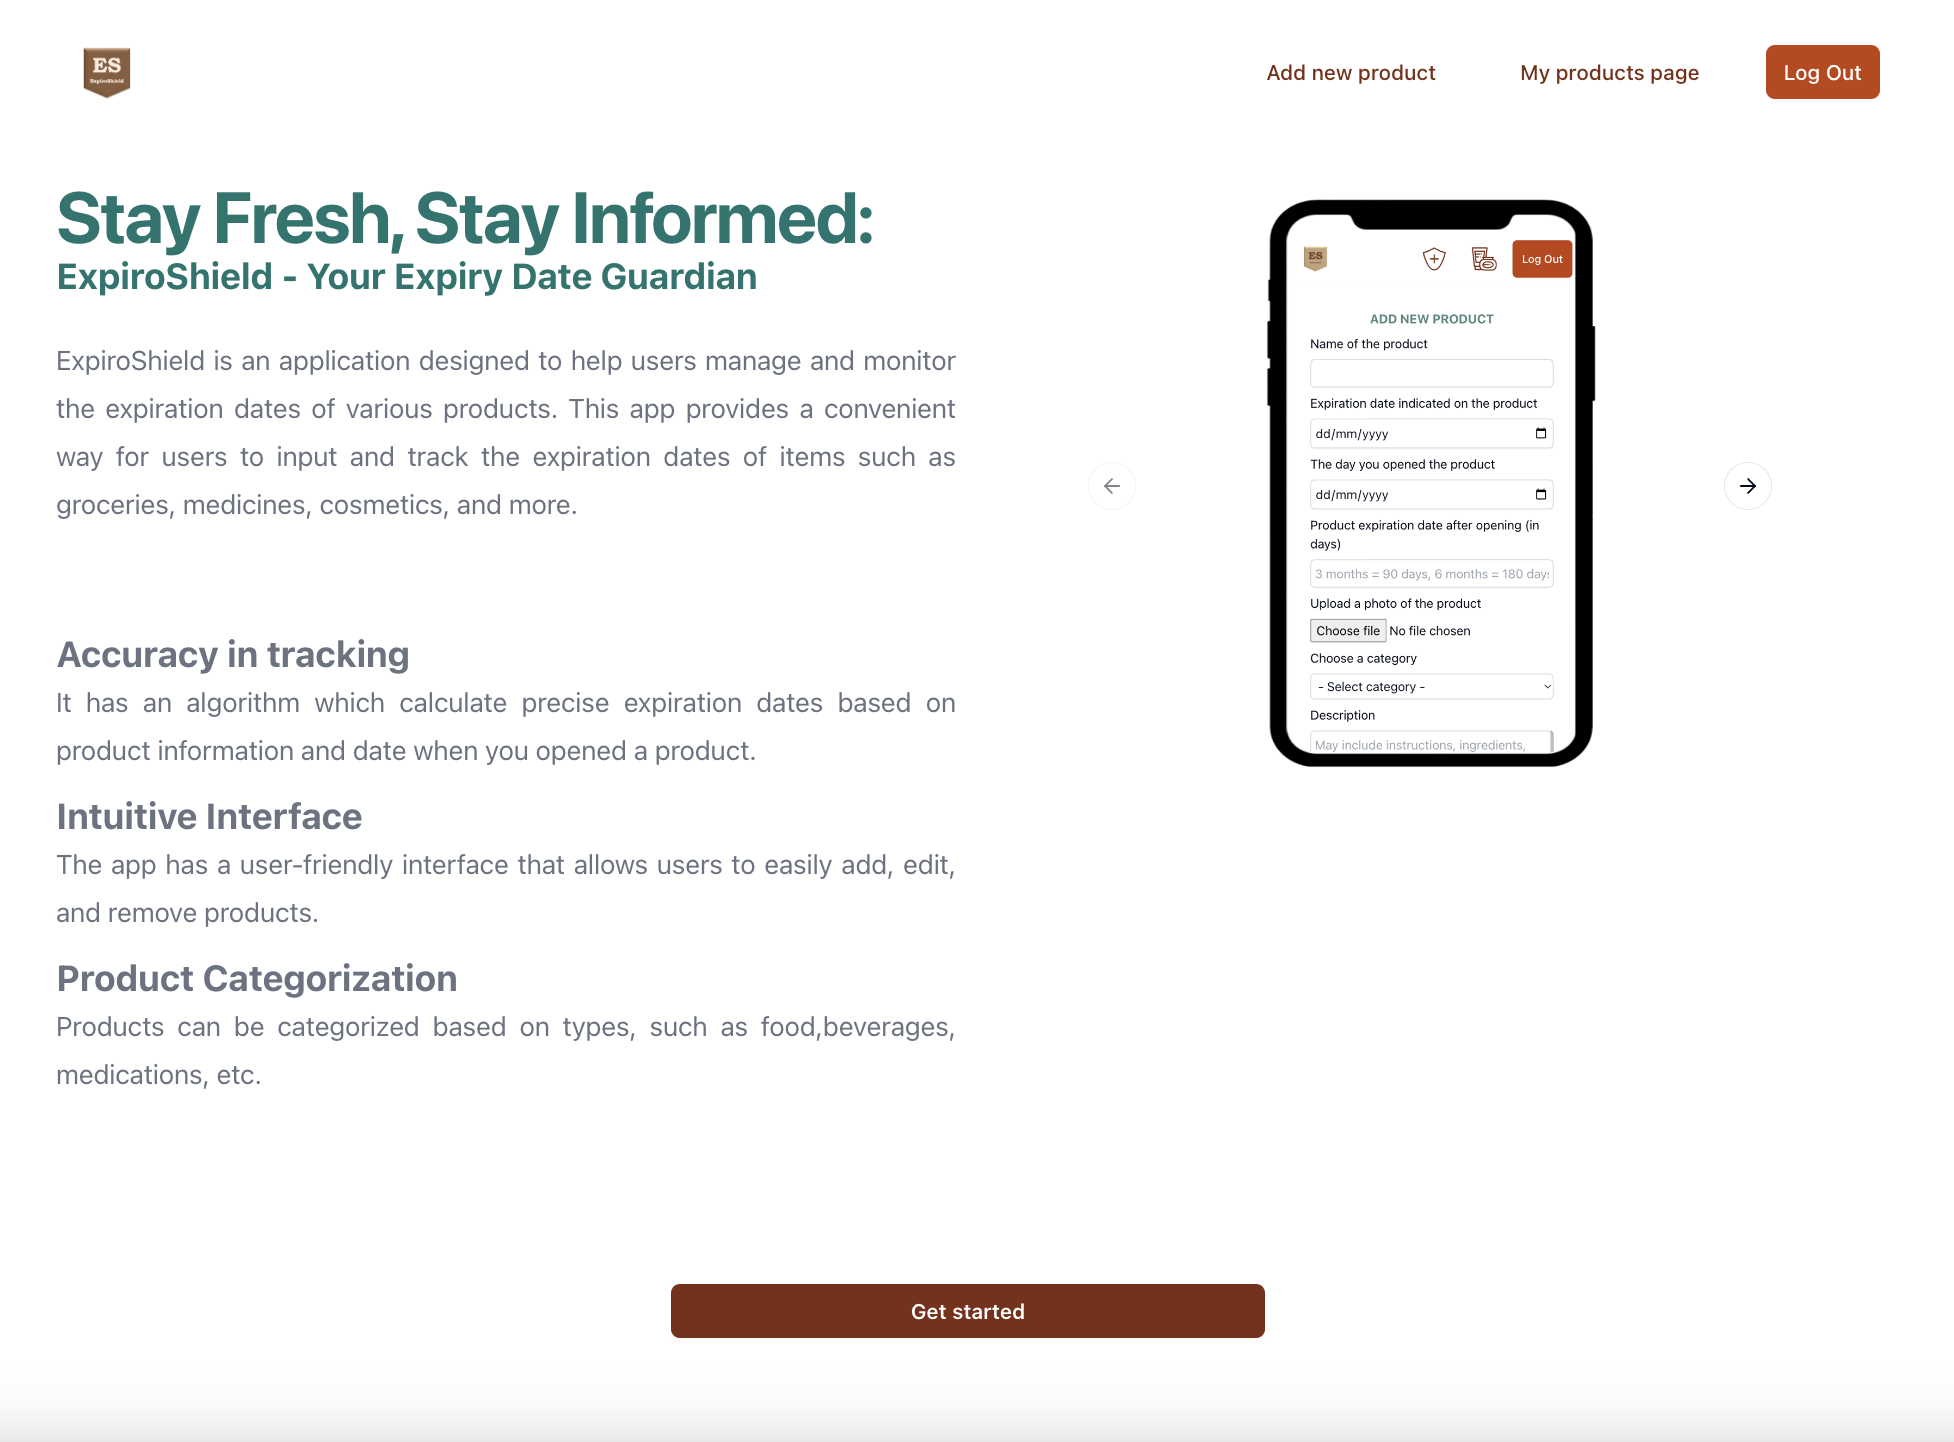 ES
ExpiroShield
Add new product
My products page
Log Out
Stay Fresh, Stay Informed:
ExpiroShield - Your Expiry Date Guardian
ExpiroShield is an application designed to help users manage and monitor
the expiration dates of various products. This app provides a convenient
way for users to input and track the expiration dates of items such as
groceries, medicines, cosmetics, and more.
Accuracy in tracking
It has an algorithm which calculate precise expiration dates based on
product information and date when you opened a product.
Intuitive Interface
The app has a user-friendly interface that allows users to easily add, edit,
and remove products.
Product Categorization
Products can be categorized based on types, such as food,beverages,
medications, etc.
ES
Log Out
ADD NEW PRODUCT
Name of the product
Expiration date indicated on the product
dd/mm/yyyy
The day you opened the product
dd/mm/yyyy
Product expiration date after opening (in
days)
3 months = 90 days, 6 months = 180 days
Upload a photo of the product
Choose file No file chosen
Choose a category
- Select category -
Description
May include instructions, ingredients,
Get started